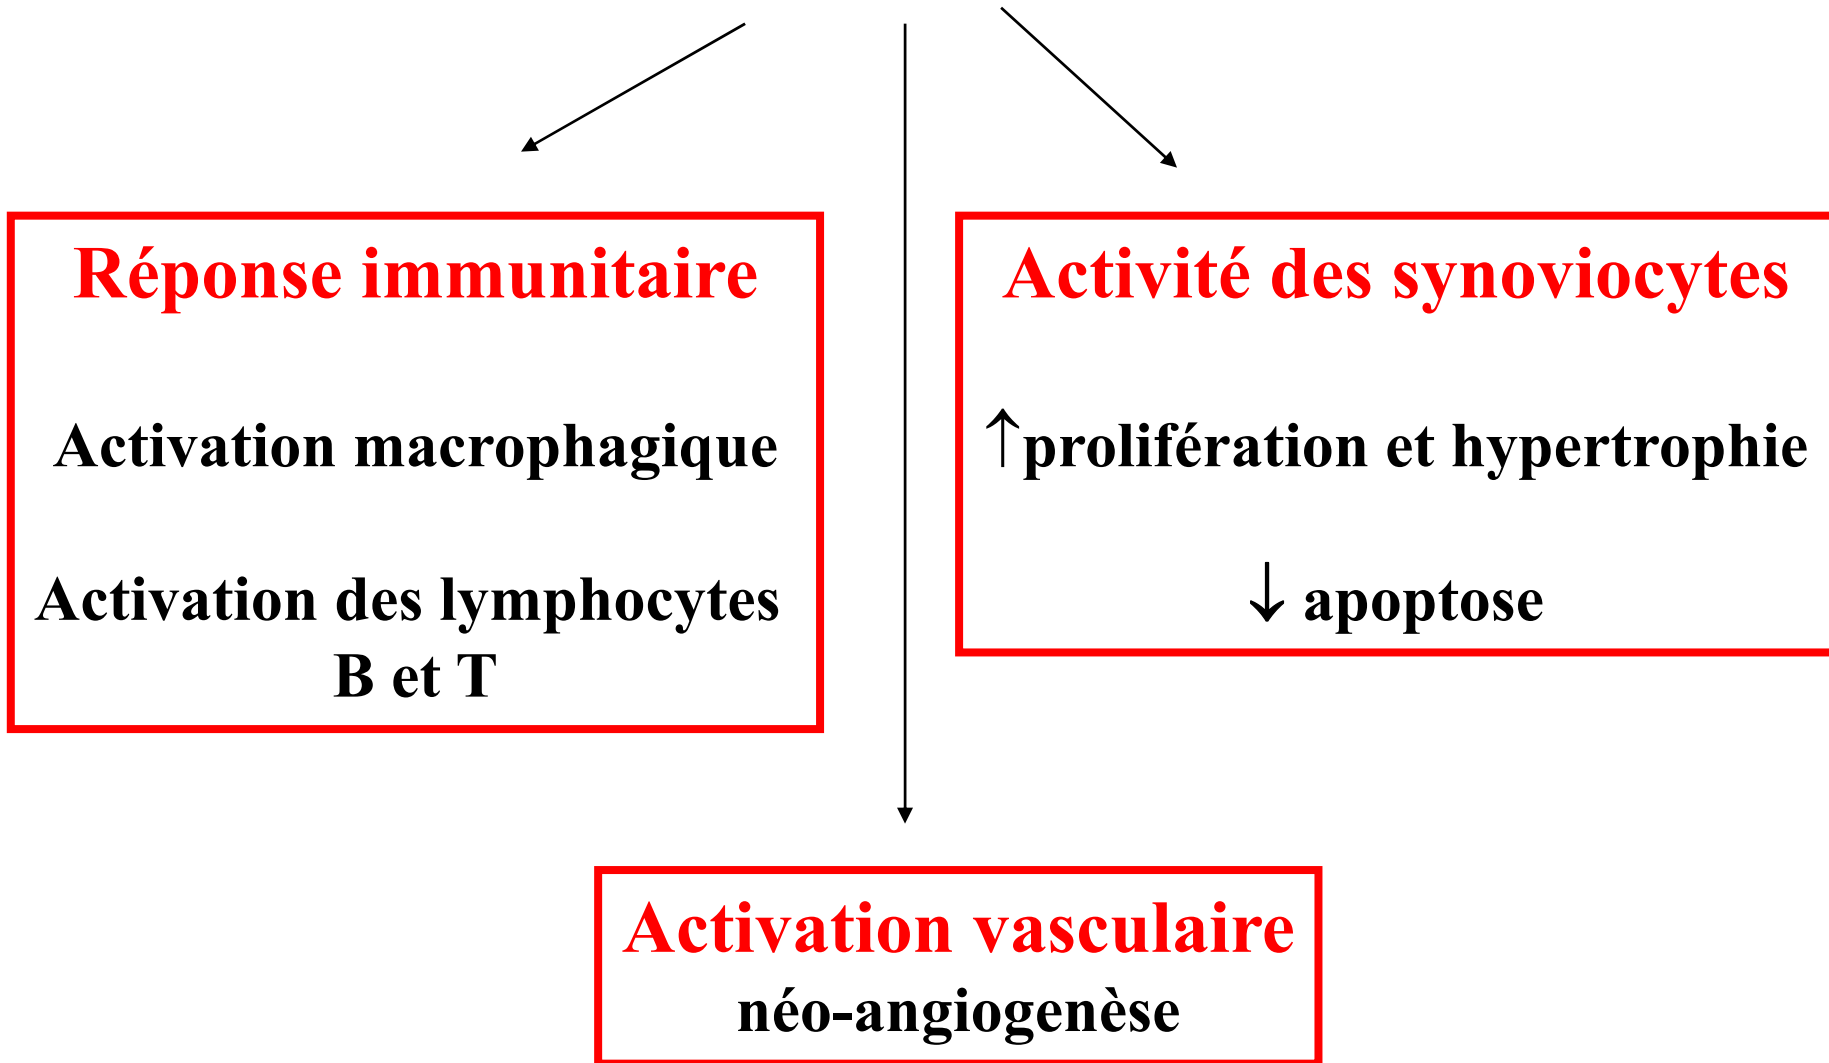 Réponse immunitaire
Activation macrophagique
Activation des lymphocytes
B et T
Activité des synoviocytes
↑prolifération et hypertrophie
↓ apoptose
Activation vasculaire
néo-angiogenèse